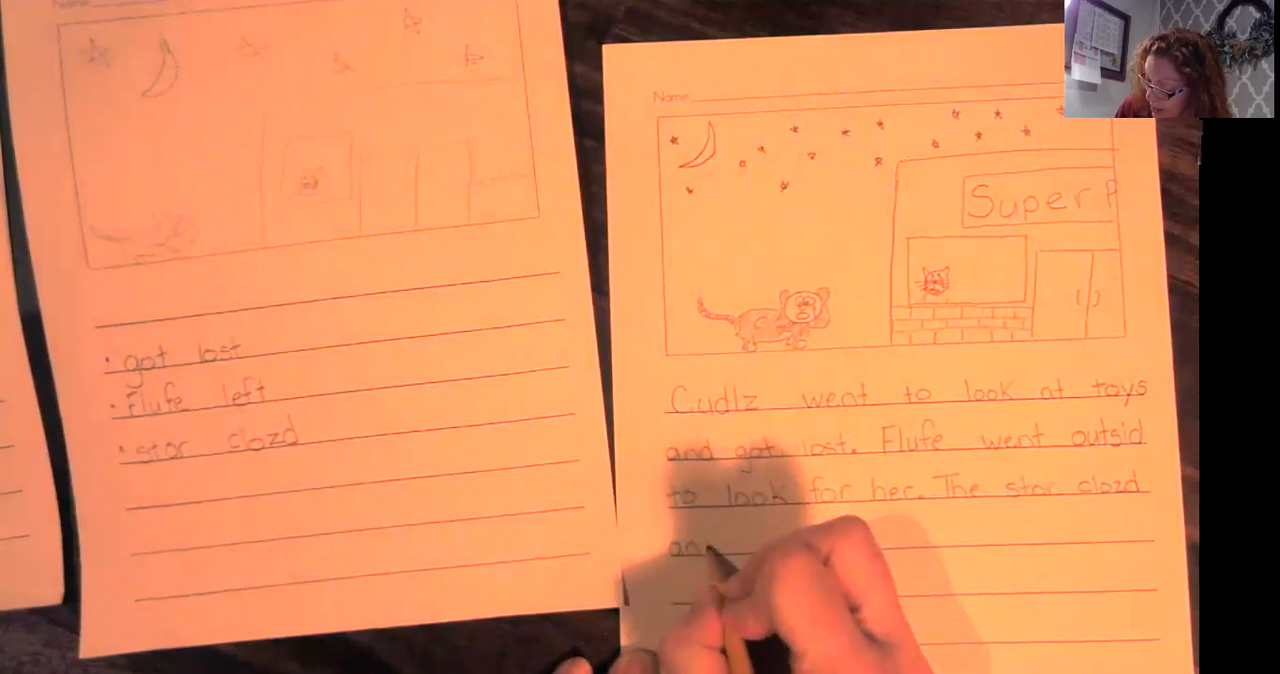 Name
• got lost
• Flufe left
• stor clozd
Name
Super P
Cudlz went to look at toys
and got lost. Flufe went outsid
to look for her. The stor clozd
an